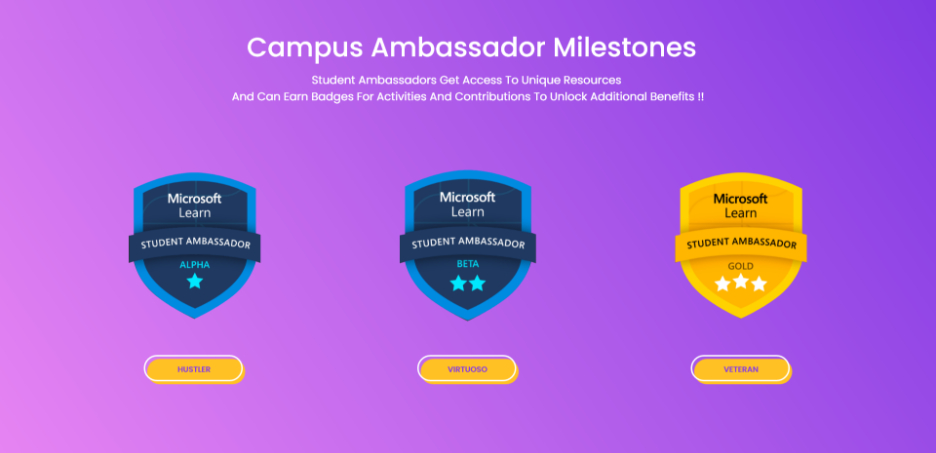 Campus Ambassador Milestones
Student Ambassadors Get Access To Unique Resources
And Can Earn Badges For Activities And Contributions To Unlock Additional Benefits !!
Microsoft
Learn
STUDENT AMBASSADOR
ALPHA
HUSTLER
Microsoft
Learn
STUDENT AMBASSADOR
BETA
VIRTUOSO
Microsoft
Learn
STUDENT AMBASSADOR
GOLD
VETERAN